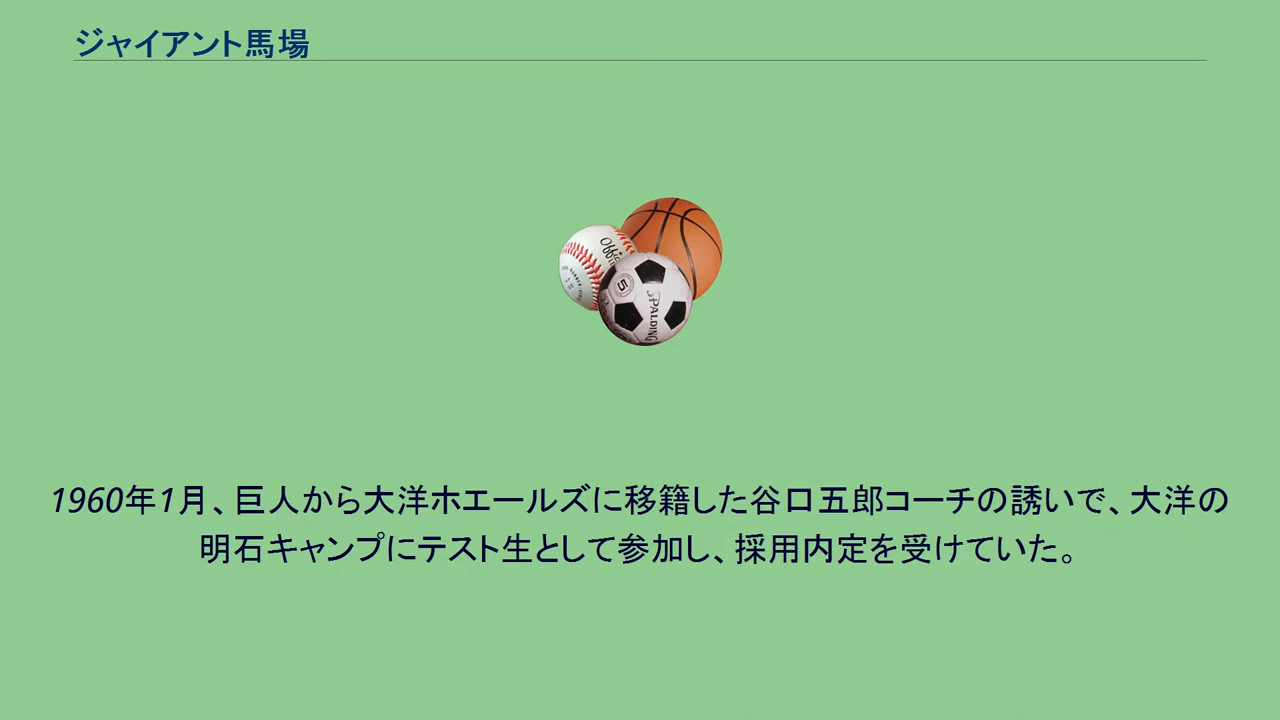 ジャイアント馬場
Offic
5
SPALDING
1960年1月、巨人から大洋ホエールズに移籍した谷口五郎コーチの誘いで、大洋の
明石キャンプにテスト生として参加し、採用内定を受けていた。